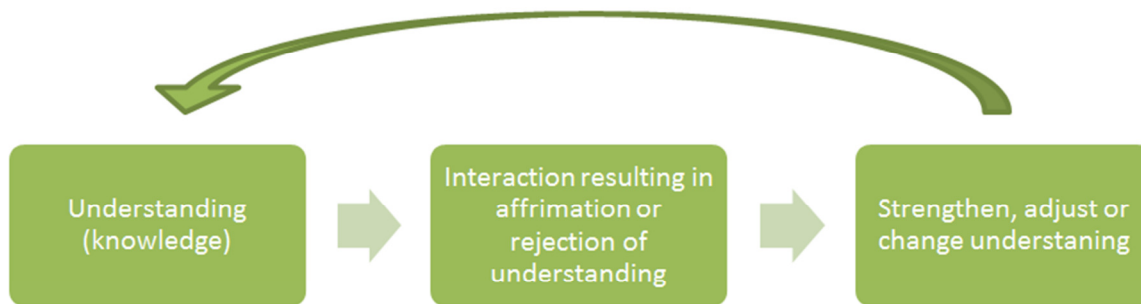 Understanding
(knowledge)
Interaction resulting in
affrimation or
rejection of
understanding
Strengthen, adjust or
change understaning